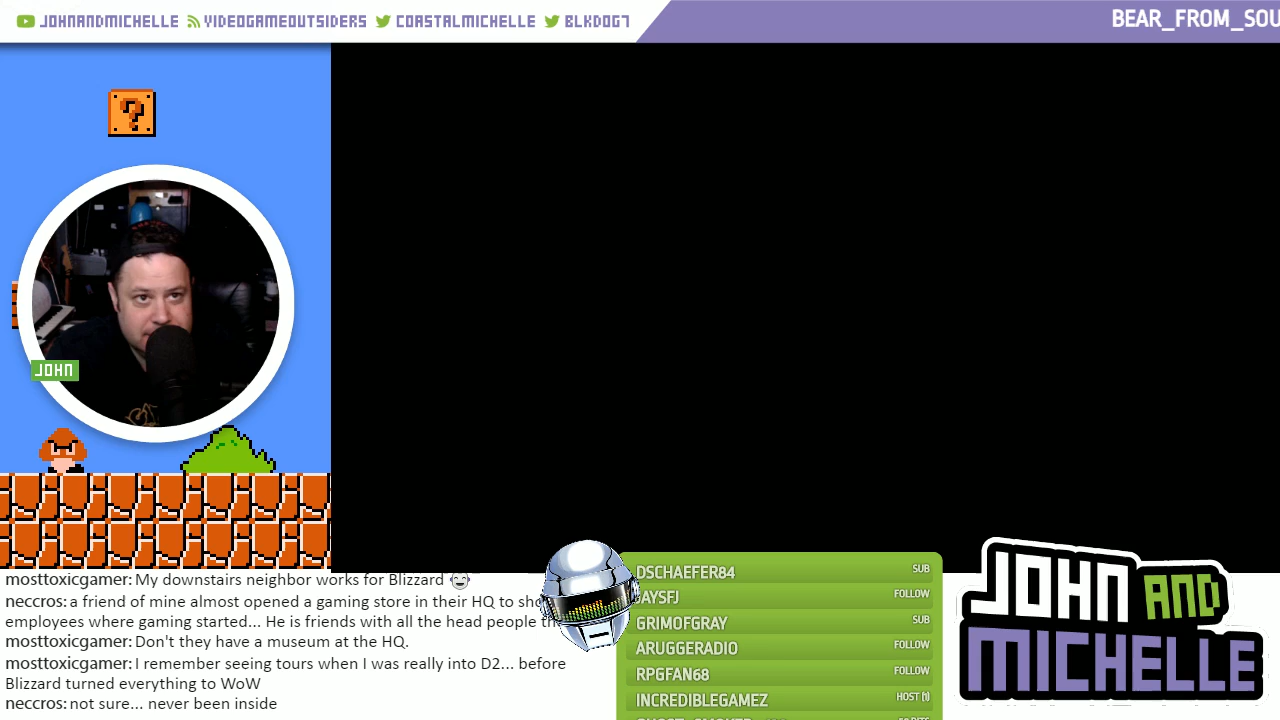 JOHNANDMICHELLE VIDEOGAMEOUTSIDERS COASTALMICHELLE BLKDOG7
BEAR_FROM_SOU
?
JOHN
mosttoxicgamer: My downstairs neighbor works for Blizzard
neccros: a friend of mine almost opened a gaming store in their HQ to
employees where gaming started... He is friends with all the head people
mosttoxicgamer: Don't they have a museum at the HQ.
mosttoxicgamer: I remember seeing tours when I was really into D2... before
Blizzard turned everything to WoW
neccros: not sure... never been inside
DSCHAEFER84 SUB
JAYSFJ FOLLOW
GRIMOFGRAY SUB
ARUGGERADIO FOLLOW
RPGFAN68 FOLLOW
INCREDIBLEGAMEZ HOST (1)
JOHN AND
MICHELLE